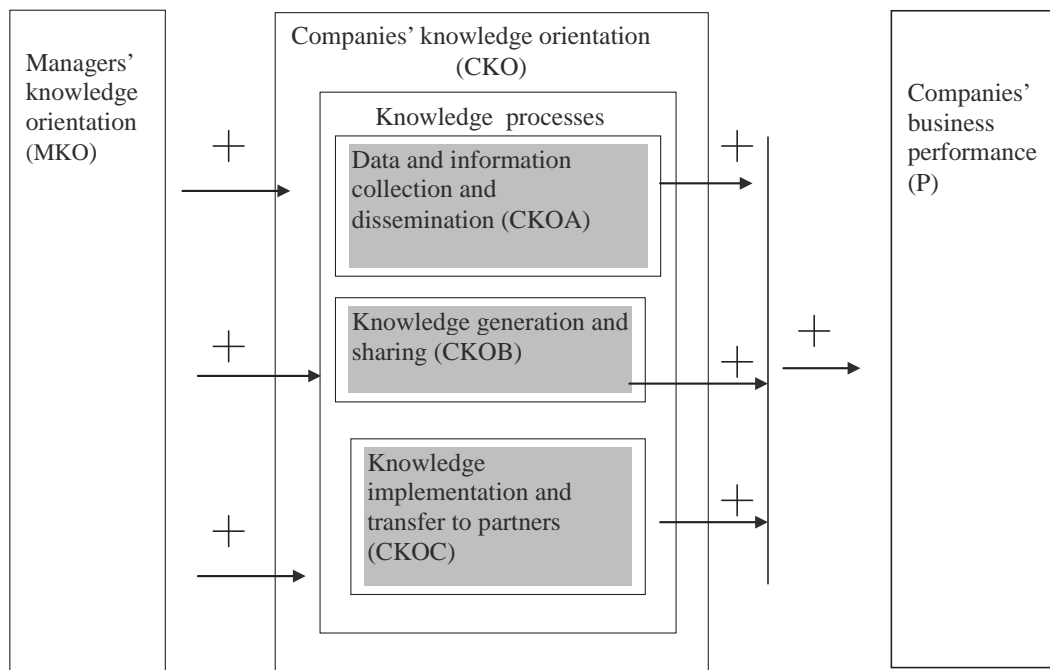 Managers’
knowledge
orientation
(MKO)
+
+
+
Companies’ knowledge orientation
(CKO)
Knowledge processes
Data and information
collection and
dissemination (CKOA)
Knowledge generation and
sharing (CKOB)
Knowledge
implementation and
transfer to partners
(CKOC)
+
+
+
+
Companies’
business
performance
(P)